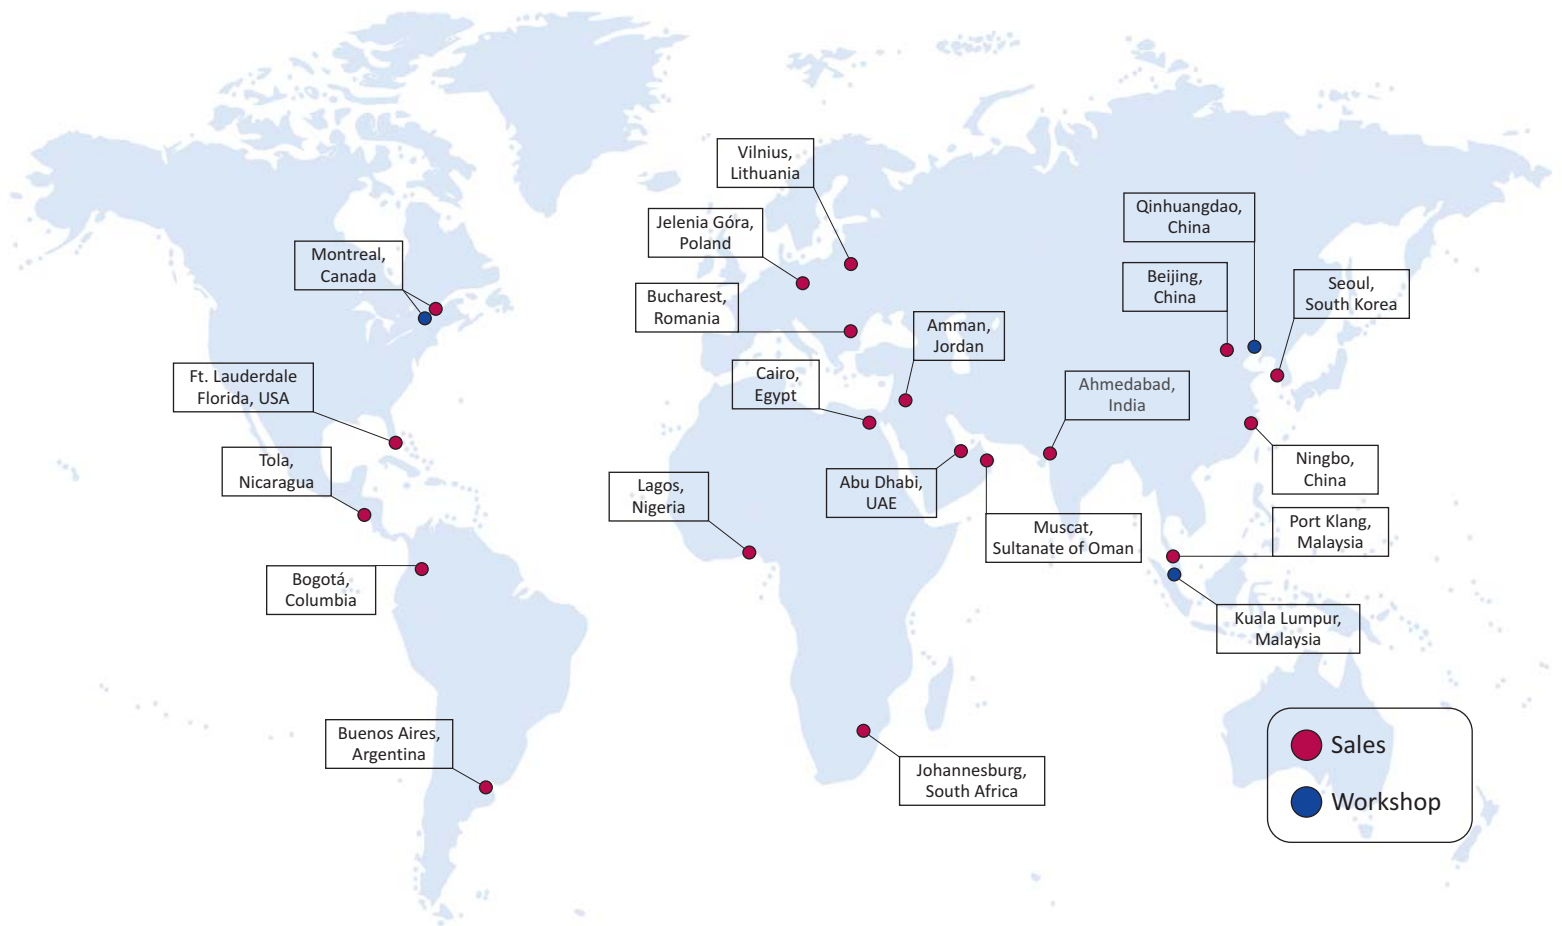 Vilnius,
Lithuania
Jelenia Góra,
Poland
Qinhuangdao,
China
Montreal,
Canada
Beijing,
China
Seoul,
South Korea
Bucharest,
Romania
Amman,
Jordan
Ft. Lauderdale
Florida, USA
Cairo,
Egypt
Ahmedabad,
India
Tola,
Nicaragua
Ningbo,
China
Lagos,
Nigeria
Abu Dhabi,
UAE
Muscat,
Sultanate of Oman
Port Klang,
Malaysia
Bogotá,
Columbia
Kuala Lumpur,
Malaysia
Buenos Aires,
Argentina
Johannesburg,
South Africa
Sales
Workshop